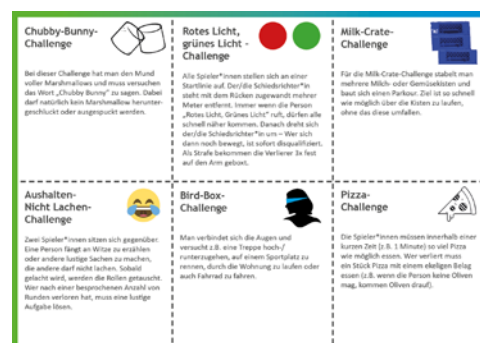 Chubby-Bunny-
Challenge
Bei dieser Challenge hat man den Mund
voller Marshmallows und muss versuchen
das Wort „Chubby Bunny“ zu sagen. Dabei
darf natürlich kein Marshmallow herunter-
geschluckt oder ausgespuckt werden.
Rotes Licht,
grünes Licht -
Challenge
Alle Spieler*innen stellen sich an einer
Startlinie auf. Der/die Schiedsrichter*in
steht mit dem Rücken zugewandt mehrer
Meter entfernt. Immer wenn die Person
„Rotes Licht, Grünes Licht“ ruft, dürfen alle
schnell näher kommen. Danach dreht sich
der/die Schiedsrichter*in um – Wer sich
dann noch bewegt, ist sofort disqualifiziert.
Als Strafe bekommen die Verlierer 3x fest
auf den Arm geboxt.
Milk-Crate-
Challenge
Für die Milk-Crate-Challenge stabelt man
mehrere Milch- oder Gemüsekisten und
baut sich einen Parkour. Ziel ist so schnell
wie möglich über die Kisten zu laufen,
ohne das diese umfallen.
Aushalten-
Nicht Lachen-
Challenge
Zwei Spieler*innen sitzen sich gegenüber.
Eine Person fängt an Witze zu erzählen
oder andere lustige Sachen zu machen,
die andere darf nicht lachen. Sobald
gelacht wird, werden die Rollen getauscht.
Wer nach einer besprochenen Anzahl von
Runden verloren hat, muss eine lustige
Aufgabe lösen.
Bird-Box-
Challenge
Man verbindet sich die Augen und
versucht z.B. eine Treppe hoch-/
runterzugehen, auf einem Sportplatz zu
rennen, durch die Wohnung zu laufen oder
auch Fahrrad zu fahren.
Pizza-
Challenge
Die Spieler*innen müssen innerhalb einer
kurzen Zeit (z.B. 1 Minute) so viel Pizza
wie möglich essen. Wer verliert muss
ein Stück Pizza mit einem ekeligen Belag
essen (z.B. wenn die Person keine Oliven
mag, kommen Oliven drauf).